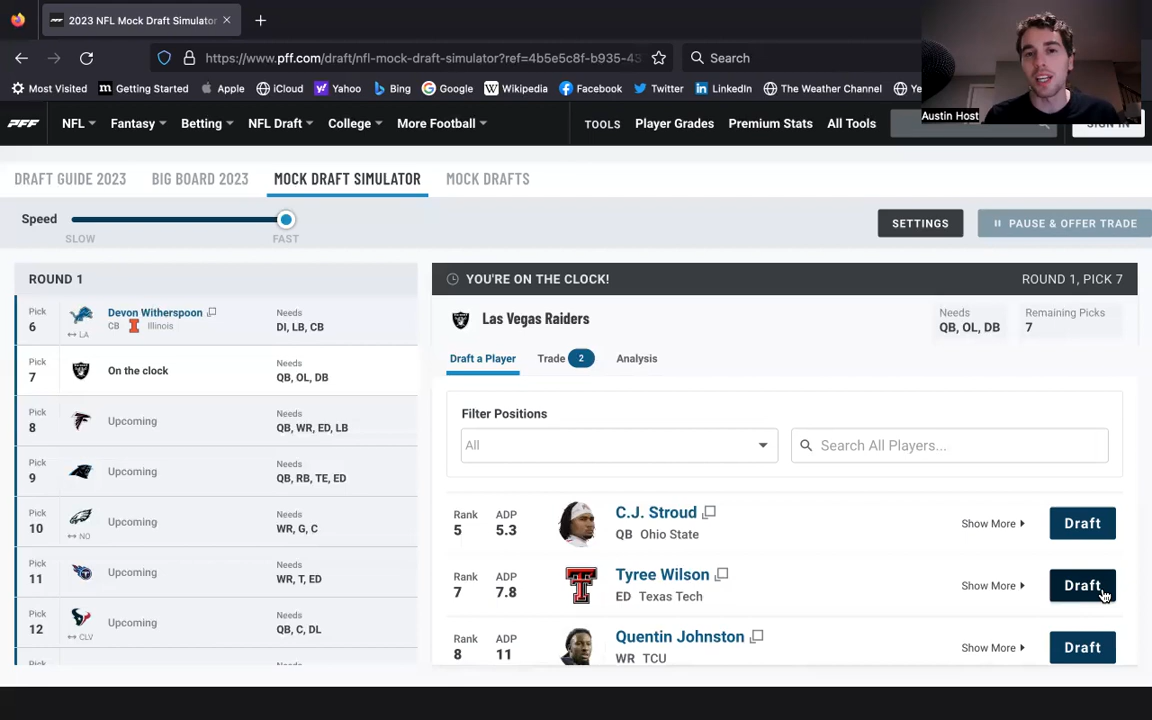 2023 NFL Mock Draft Simulator
https://www.pff.com/draft/nfl-mock-draft-simulator?ref=4b5e5c8f-b935-43
Search
Most Visited
Getting Started
Apple
iCloud
Yahoo
Bing
Google
Wikipedia
Facebook
Twitter
LinkedIn
The Weather Channel
Ye
Austin Host
PFF
NFL
Fantasy
Betting
NFL Draft
College
More Football
TOOLS
Player Grades
Premium Stats
All Tools
SIGN IN
DRAFT GUIDE 2023
BIG BOARD 2023
MOCK DRAFT SIMULATOR
MOCK DRAFTS
Speed
SLOW
FAST
SETTINGS
PAUSE & OFFER TRADE
ROUND 1
Pick
6
LA
Devon Witherspoon
CB Illinois
Needs
DI, LB, CB
Pick
7
On the clock
Needs
QB, OL, DB
Pick
8
Upcoming
Needs
QB, WR, ED, LB
Pick
9
Upcoming
Needs
QB, RB, TE, ED
Pick
10
NO
Upcoming
Needs
WR, G, C
Pick
11
Upcoming
Needs
WR, T, ED
Pick
12
CLV
Upcoming
Needs
QB, C, DL
YOU'RE ON THE CLOCK!
ROUND 1, PICK 7
Las Vegas Raiders
Needs
QB, OL, DB
Remaining Picks
7
Draft a Player
Trade 2
Analysis
Filter Positions
All
Search All Players...
Rank
5
ADP
5.3
C.J. Stroud
QB Ohio State
Show More
Draft
Rank
7
ADP
7.8
Tyree Wilson
ED Texas Tech
Show More
Draft
Rank
8
ADP
11
Quentin Johnston
WR TCU
Show More
Draft